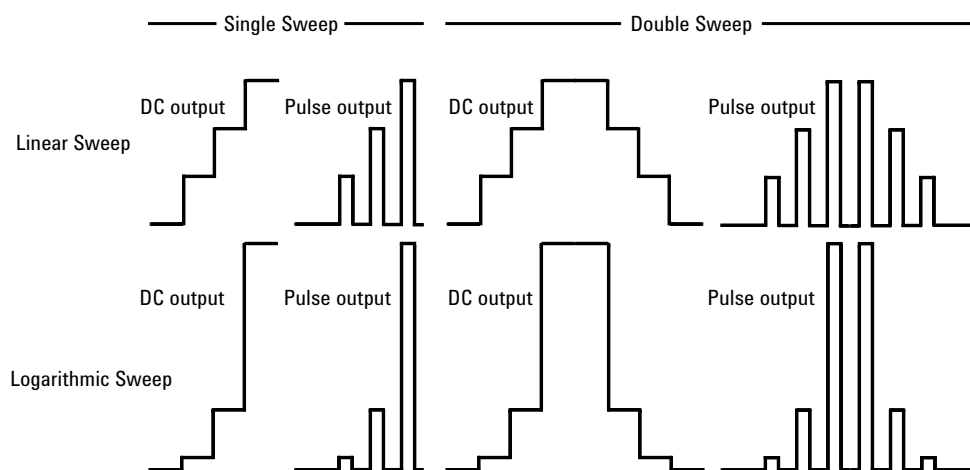 Single Sweep Double Sweep
DC output Pulse output DC output Pulse output
Linear Sweep
DC output Pulse output DC output Pulse output
Logarithmic Sweep